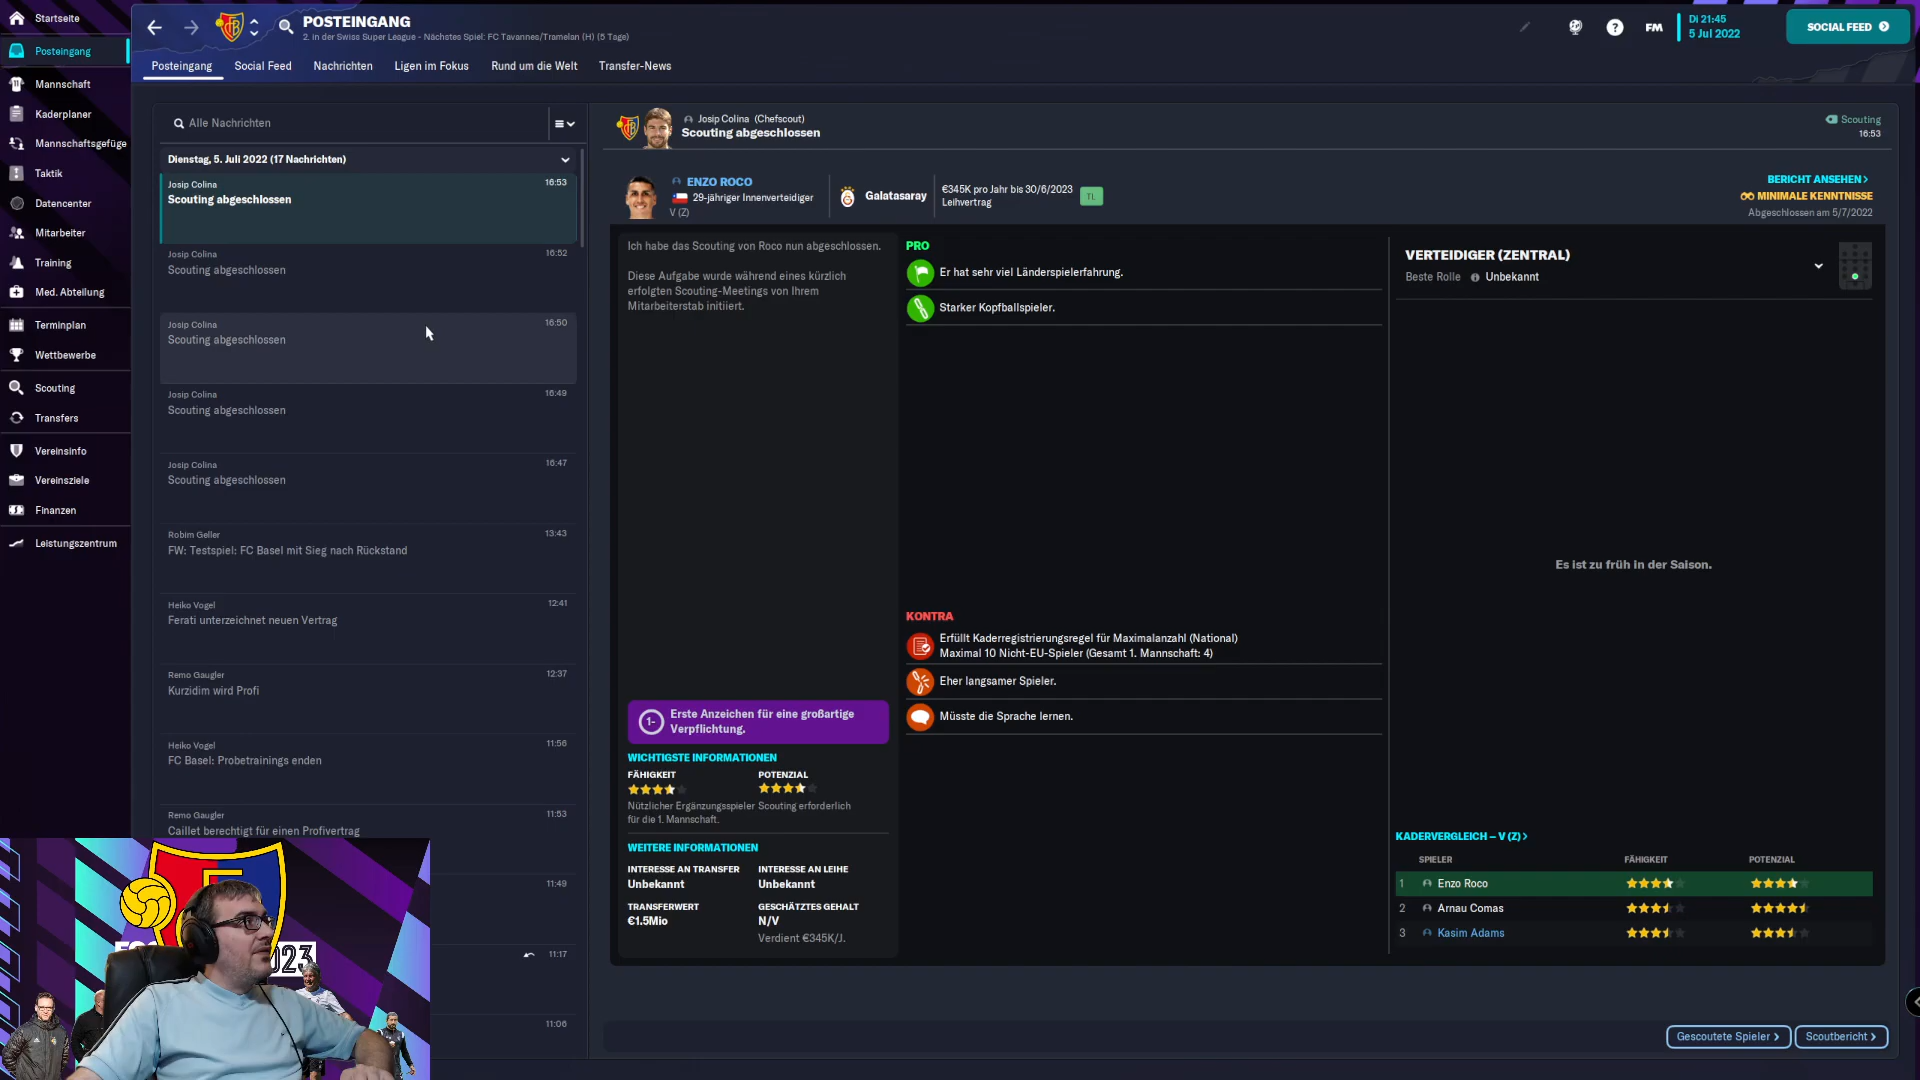 Startseite
Posteingang
Mannschaft
Kaderplaner
Mannschaftsgefüge
Taktik
Datencenter
Mitarbeiter
Training
Med. Abteilung
Terminplan
Wettbewerbe
Scouting
Transfers
Vereinsinfo
Vereinsziele
Finanzen
Leistungszentrum
POSTEINGANG
2. in der Swiss Super League - Nächstes Spiel: FC Tavannes/Tramelan (H) (5 Tage)
FM
Di 21:45
5 Jul 2022
SOCIAL FEED
Posteingang Social Feed Nachrichten Ligen im Fokus Rund um die Welt Transfer-News
Alle Nachrichten
Dienstag, 5. Juli 2022 (17 Nachrichten)
Josip Colina 16:53
Scouting abgeschlossen
Josip Colina 16:52
Scouting abgeschlossen
Josip Colina 16:50
Scouting abgeschlossen
Josip Colina 16:49
Scouting abgeschlossen
Josip Colina 16:47
Scouting abgeschlossen
Robim Geller 13:43
FW: Testspiel: FC Basel mit Sieg nach Rückstand
Heiko Vogel 12:41
Ferati unterzeichnet neuen Vertrag
Remo Gaugler 12:37
Kurzidim wird Profi
Heiko Vogel 11:56
FC Basel: Probetrainings enden
Remo Gaugler 11:53
Caillet berechtigt für einen Profivertrag
11:49
11:17
11:06
Josip Colina (Chefscout)
Scouting abgeschlossen
Scouting
16:53
ENZO ROCO
29-jähriger Innenverteidiger
V (Z)
Galatasaray
€345K pro Jahr bis 30/6/2023
Leihvertrag
TL
BERICHT ANSEHEN>
MINIMALE KENNTNISSE
Abgeschlossen am 5/7/2022
Ich habe das Scouting von Roco nun abgeschlossen.
Diese Aufgabe wurde während eines kürzlich
erfolgten Scouting-Meetings von Ihrem
Mitarbeiterstab initiiert.
1-
Erste Anzeichen für eine großartige
Verpflichtung.
WICHTIGSTE INFORMATIONEN
FÄHIGKEIT POTENZIAL
Nützlicher Ergänzungsspieler Scouting erforderlich
für die 1. Mannschaft.
WEITERE INFORMATIONEN
INTERESSE AN TRANSFER INTERESSE AN LEIHE
Unbekannt Unbekannt
TRANSFERWERT GESCHÄTZTES GEHALT
€1.5Mio N/V
Verdient €345K/J.
PRO
Er hat sehr viel Länderspielerfahrung.
Starker Kopfballspieler.
KONTRA
Erfüllt Kaderregistrierungsregel für Maximalanzahl (National)
Maximal 10 Nicht-EU-Spieler (Gesamt 1. Mannschaft: 4)
Eher langsamer Spieler.
Müsste die Sprache lernen.
VERTEIDIGER (ZENTRAL)
Beste Rolle Unbekannt
Es ist zu früh in der Saison.
KADERVERGLEICH – V (Z)>
SPIELER FÄHIGKEIT POTENZIAL
1 Enzo Roco
2 Arnau Comas
3 Kasim Adams
Gescoutete Spieler >
Scoutbericht >